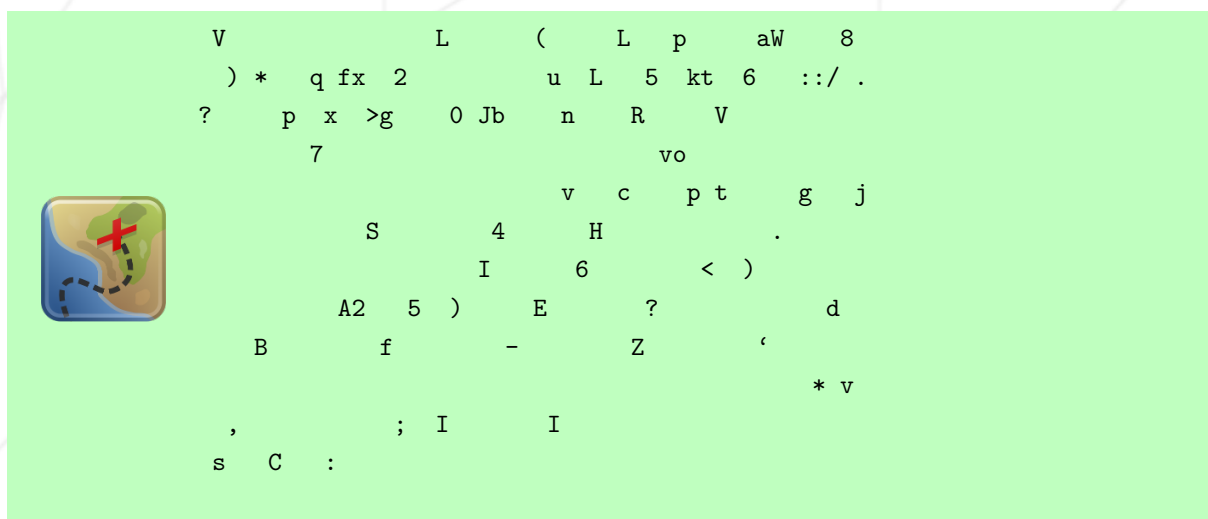 V L ( L p aW 8
) * q fx 2 u L 5 kt 6 ::/ .
? p x >g 0 Jb n R V
7 vo
v c p t g j
S 4 H .
I 6 < )
A2 5 ) E ? d
B f - Z ‘
* v
, ; I I
s C :